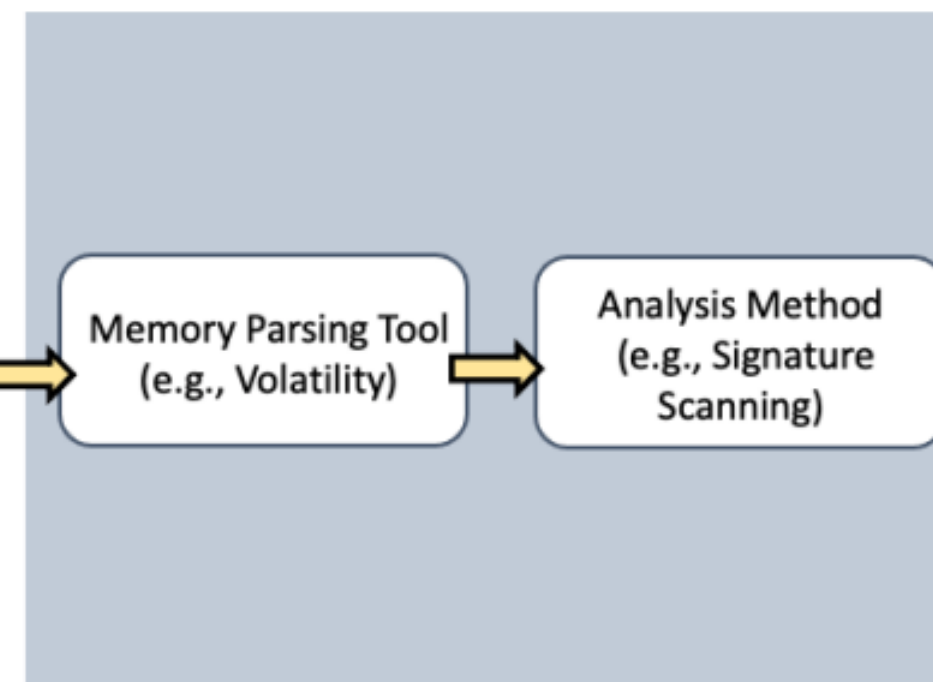 Memory Parsing Tool
(e.g., Volatility)
Analysis Method
(e.g., Signature
Scanning)